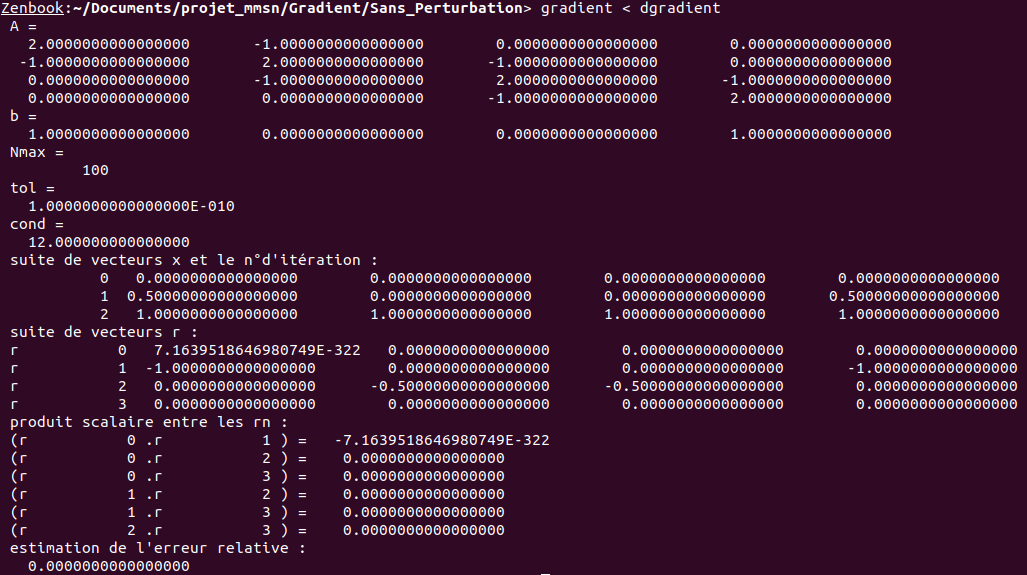 Zenbook:~/Documents/projet_mmsn/Gradient/Sans_Perturbation> gradient < dgradient
A =
2.0000000000000000 -1.0000000000000000 0.0000000000000000 0.0000000000000000
-1.0000000000000000 2.0000000000000000 -1.0000000000000000 0.0000000000000000
0.0000000000000000 -1.0000000000000000 2.0000000000000000 -1.0000000000000000
0.0000000000000000 0.0000000000000000 -1.0000000000000000 2.0000000000000000
b =
1.0000000000000000 0.0000000000000000 0.0000000000000000 1.0000000000000000
Nmax =
100
tol =
1.0000000000000000E-010
cond =
12.000000000000000
suite de vecteurs x et le n°d'itération :
0 0.0000000000000000 0.0000000000000000 0.0000000000000000 0.0000000000000000
1 0.50000000000000000 0.0000000000000000 0.0000000000000000 0.50000000000000000
2 1.0000000000000000 1.0000000000000000 1.0000000000000000 1.0000000000000000
suite de vecteurs r :
r 0 7.1639518646980749E-322 0.0000000000000000 0.0000000000000000 0.0000000000000000
r 1 -1.0000000000000000 0.0000000000000000 0.0000000000000000 -1.0000000000000000
r 2 0.0000000000000000 -0.50000000000000000 -0.50000000000000000 0.0000000000000000
r 3 0.0000000000000000 0.0000000000000000 0.0000000000000000 0.0000000000000000
produit scalaire entre les rn :
(r 0 .r 1 ) = -7.1639518646980749E-322
(r 0 .r 2 ) = 0.0000000000000000
(r 0 .r 3 ) = 0.0000000000000000
(r 1 .r 2 ) = 0.0000000000000000
(r 1 .r 3 ) = 0.0000000000000000
(r 2 .r 3 ) = 0.0000000000000000
estimation de l'erreur relative :
0.0000000000000000